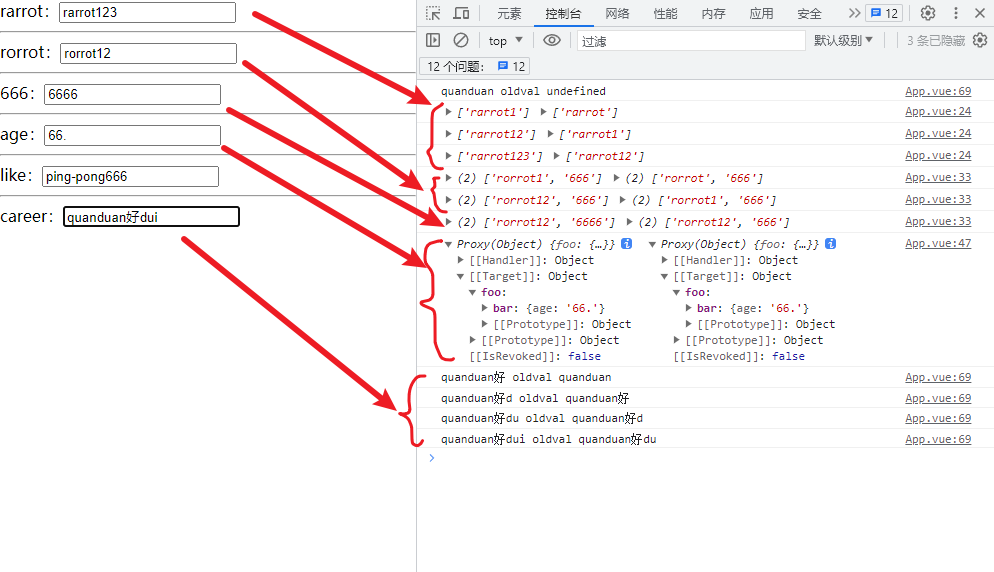 rarrot: rarrot123
rorrot: rorrot12
666: 6666
age: 66.
like: ping-pong666
career: quanduan好dui
元素 控制台 网络 性能 内存 应用 安全 12
top 过滤 默认级别 3 条已隐藏
12 个问题: 12
quanduan oldval undefined App.vue:69
['rarrot1'] ['rarrot'] App.vue:24
['rarrot12'] ['rarrot1'] App.vue:24
['rarrot123'] ['rarrot12'] App.vue:24
(2) ['rorrot1', '666'] (2) ['rorrot', '666'] App.vue:33
(2) ['rorrot12', '666'] (2) ['rorrot1', '666'] App.vue:33
(2) ['rorrot12', '6666'] (2) ['rorrot12', '666'] App.vue:33
Proxy(Object) {foo: {…}} i Proxy(Object) {foo: {…}} i App.vue:47
[[Handler]]: Object [[Handler]]: Object
[[Target]]: Object [[Target]]: Object
foo: foo:
bar: {age: '66.'} bar: {age: '66.'}
[[Prototype]]: Object [[Prototype]]: Object
[[Prototype]]: Object [[Prototype]]: Object
[[IsRevoked]]: false [[IsRevoked]]: false
quanduan好 oldval quanduan App.vue:69
quanduan好d oldval quanduan好 App.vue:69
quanduan好du oldval quanduan好d App.vue:69
quanduan好dui oldval quanduan好du App.vue:69